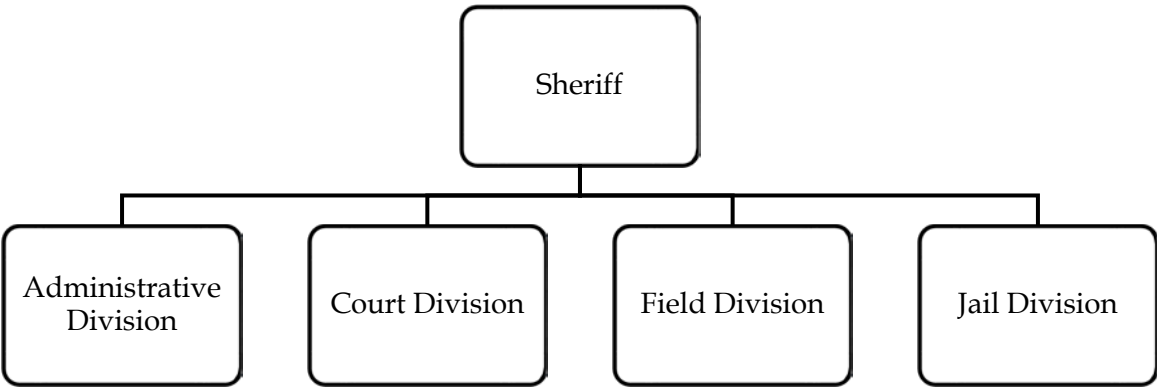 Sheriff
Administrative
Division
Court Division
Field Division
Jail Division